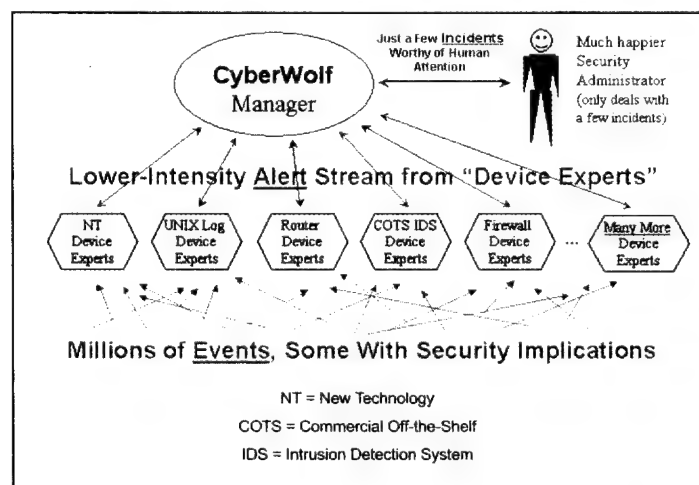 Just a Few Incidents
Worthy of Human
Attention
CyberWolf
Manager
Much happier
Security
Administrator
(only deals with
a few incidents)
Lower-Intensity Alert Stream from “Device Experts”
NT
Device
Experts
UNIX Log
Device
Experts
Router
Device
Experts
COTS IDS
Device
Experts
Firewall
Device
Experts
...
Many More
Device
Experts
Millions of Events, Some With Security Implications
NT = New Technology
COTS = Commercial Off-the-Shelf
IDS = Intrusion Detection System